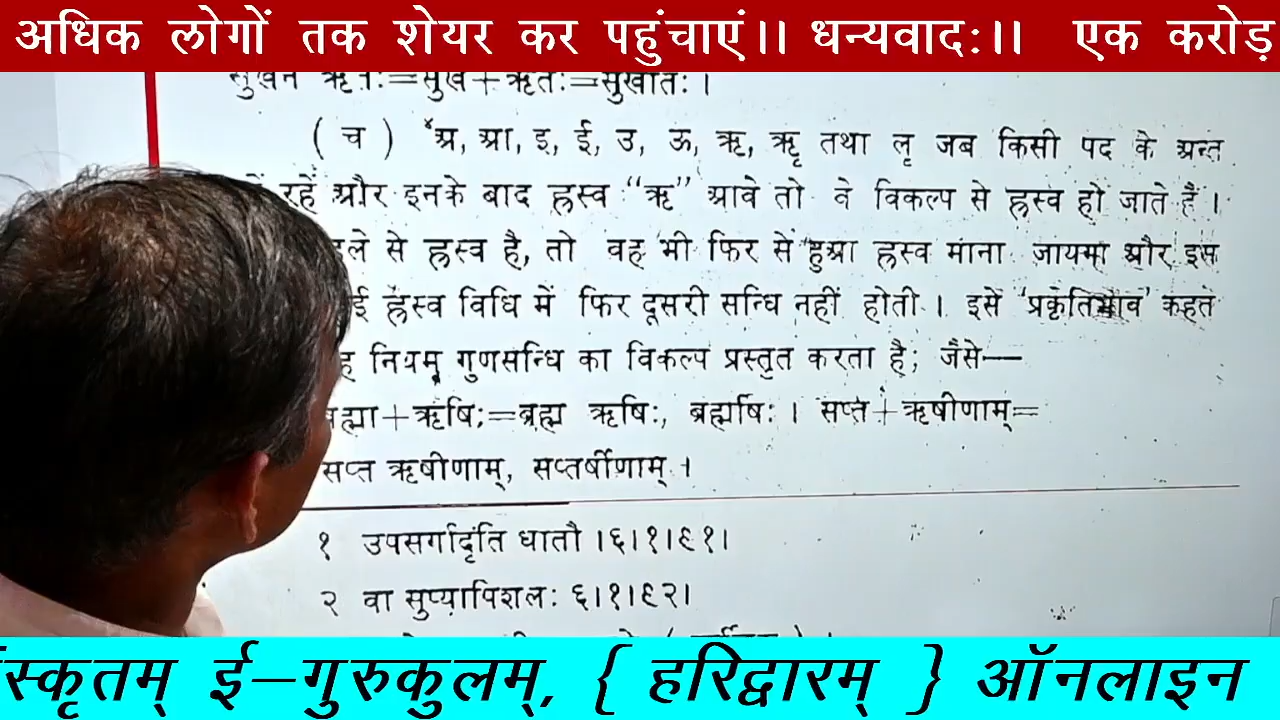 अधिक लोगों तक शेयर कर पहुंचाएं।। धन्यवादः।। एक करोड़
सुखेन ऋतः=सुख+ऋतः=सुखार्तः।
( च ) ˟अ, आ, इ, ई, उ, ऊ, ऋ, ॠ तथा लृ जब किसी पद के अन्त
रहें और इनके बाद ह्रस्व “ऋ” आवे तो वे विकल्प से ह्रस्व हो जाते हैं।
से ह्रस्व है, तो वह भी फिर से हुआ ह्रस्व माना जायगा और इस
ह्रस्व विधि में फिर दूसरी सन्धि नहीं होती। इसे ‘प्रकृतिभाव’ कहते
नियम गुणसन्धि का विकल्प प्रस्तुत करता है; जैसे—
ब्रह्मा+ऋषिः=ब्रह्म ऋषिः, ब्रह्मर्षिः। सप्त+ऋषीणाम्=
सप्त ऋषीणाम्, सप्तर्षीणाम्।
१ उपसर्गादृति धातौ।६।१।९१।
२ वा सुप्यापिशलः ६।१।९२।
संस्कृतम् ई-गुरुकुलम्, { हरिद्वारम् } ऑनलाइन